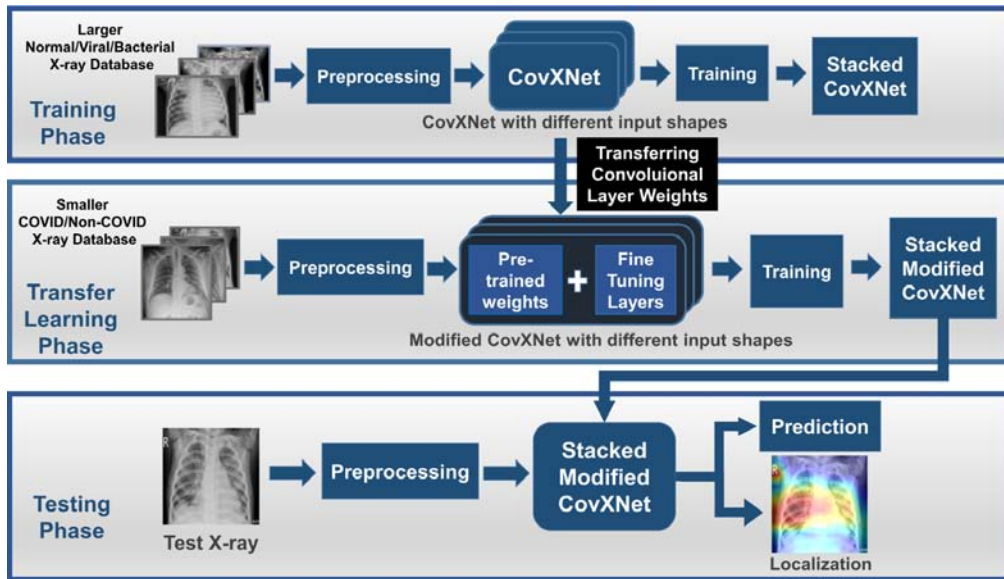 Larger
Normal/Viral/Bacterial
X-ray Database
Training
Phase
Preprocessing
CovXNet
CovXNet with different input shapes
Training
Stacked
CovXNet
Transferring
Convoluional
Layer Weights
Smaller
COVID/Non-COVID
X-ray Database
Transfer
Learning
Phase
Preprocessing
Pre-
trained
weights
+
Fine
Tuning
Layers
Modified CovXNet with different input shapes
Training
Stacked
Modified
CovXNet
Testing
Phase
R
Test X-ray
Preprocessing
Stacked
Modified
CovXNet
Prediction
R
Localization